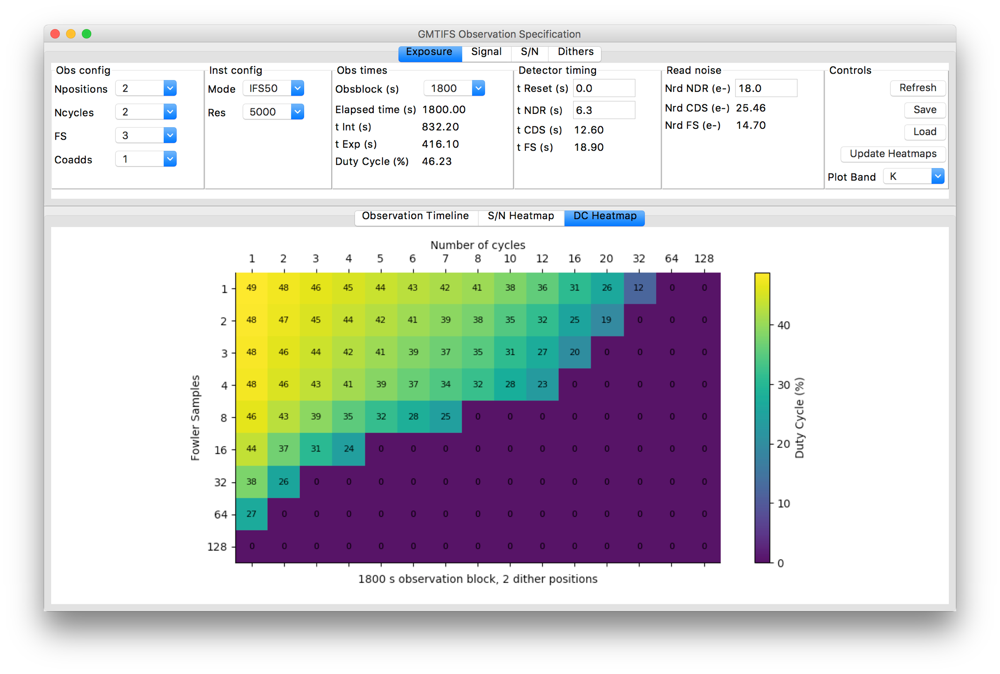 GMTIFS Observation Specification
Exposure Signal S/N Dithers
Obs config Inst config Obs times Detector timing Read noise Controls
Npositions 2 Mode IFS50 Obsblock (s) 1800 t Reset (s) 0.0 Nrd NDR (e-) 18.0 Refresh
Ncycles 2 Res 5000 Elapsed time (s) 1800.00 t NDR (s) 6.3 Nrd CDS (e-) 25.46 Save
FS 3 t Int (s) 832.20 t CDS (s) 12.60 Nrd FS (e-) 14.70 Load
t Exp (s) 416.10 t FS (s) 18.90 Update Heatmaps
Coadds 1 Duty Cycle (%) 46.23
Plot Band K
Observation Timeline S/N Heatmap DC Heatmap
Number of cycles
1 2 3 4 5 6 7 8 10 12 16 20 32 64 128
1 49 48 46 45 44 43 42 41 38 36 31 26 12 0 0
2 48 47 45 44 42 41 39 38 35 32 25 19 0 0 0
3 48 46 44 42 41 39 37 35 31 27 20 0 0 0 0
4 48 46 43 41 39 37 34 32 28 23 0 0 0 0 0
8 46 43 39 35 32 28 25 0 0 0 0 0 0 0 0
16 44 37 31 24 0 0 0 0 0 0 0 0 0 0 0
32 38 26 0 0 0 0 0 0 0 0 0 0 0 0 0
64 27 0 0 0 0 0 0 0 0 0 0 0 0 0 0
128 0 0 0 0 0 0 0 0 0 0 0 0 0 0 0
Fowler Samples
40
30
20
10
0
Duty Cycle (%)
1800 s observation block, 2 dither positions